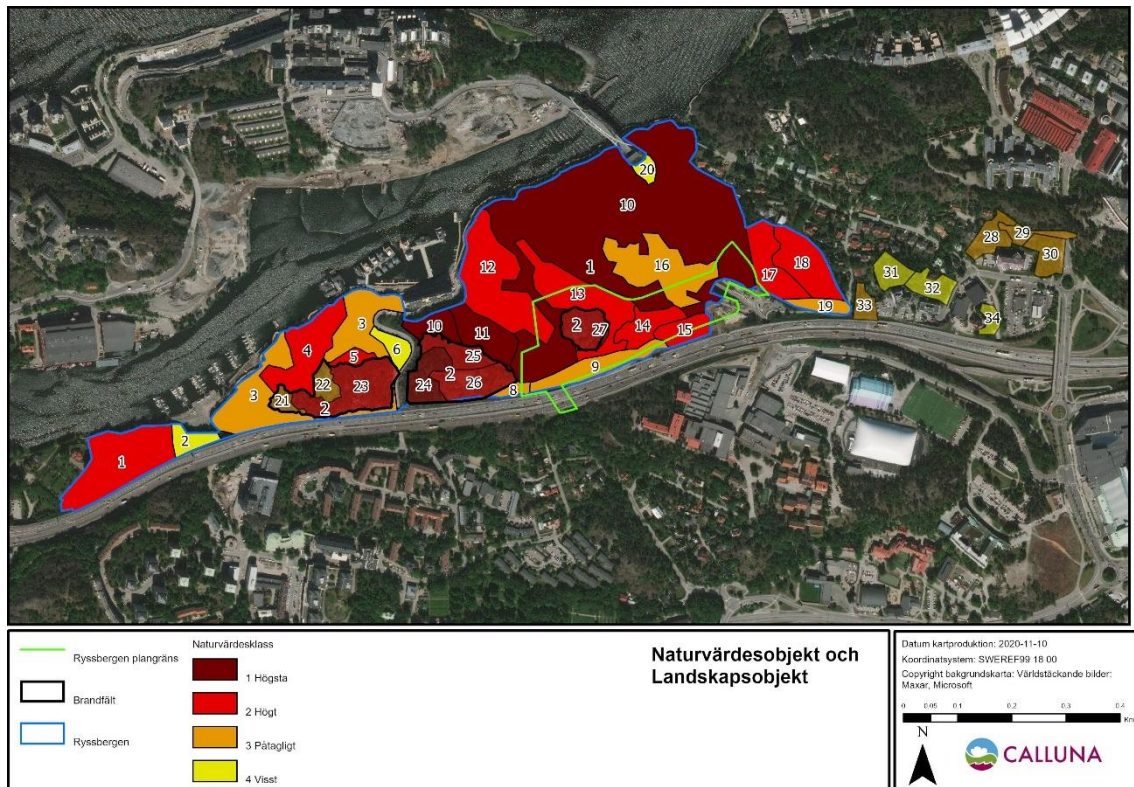 20
10
12
1
16
17
18
13
19
33
31
32
28
29
30
34
2
27
14
15
9
10
11
3
4
5
6
25
24
2
26
8
22
23
21
2
3
1
2
Ryssbergen plangräns
Brandfält
Ryssbergen
Naturvärdesklass
1 Högsta
2 Högt
3 Påtagligt
4 Visst
Naturvärdesobjekt och
Landskapsobjekt
Datum kartproduktion: 2020-11-10
Koordinatsystem: SWEREF99 18 00
Copyright bakgrundskarta: Världstäckande bilder:
Maxar, Microsoft
0 0.05 0.1 0.2 0.3 0.4
Km
N
CALLUNA